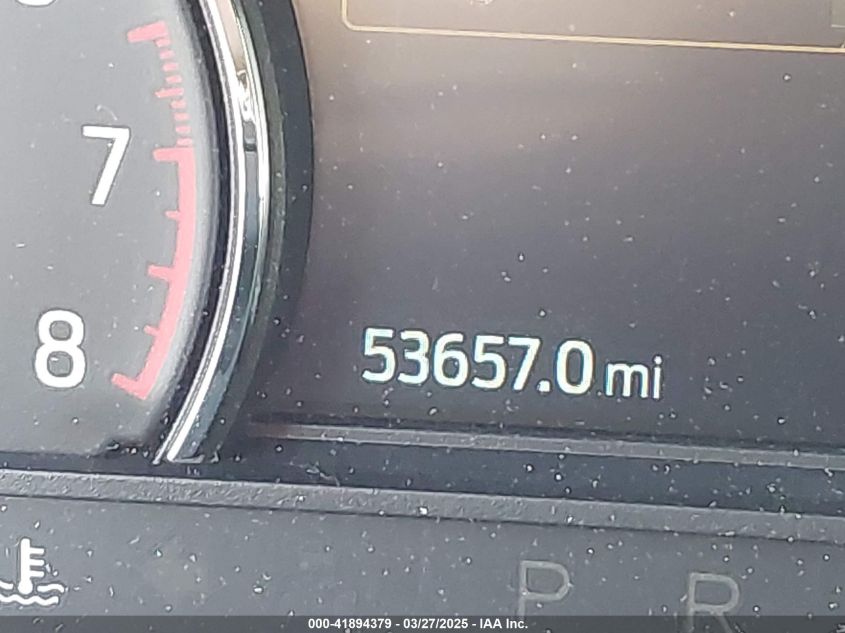 7
8
53657.0 mi
P R
000-41894379 — 03/27/2025 — IAA Inc.